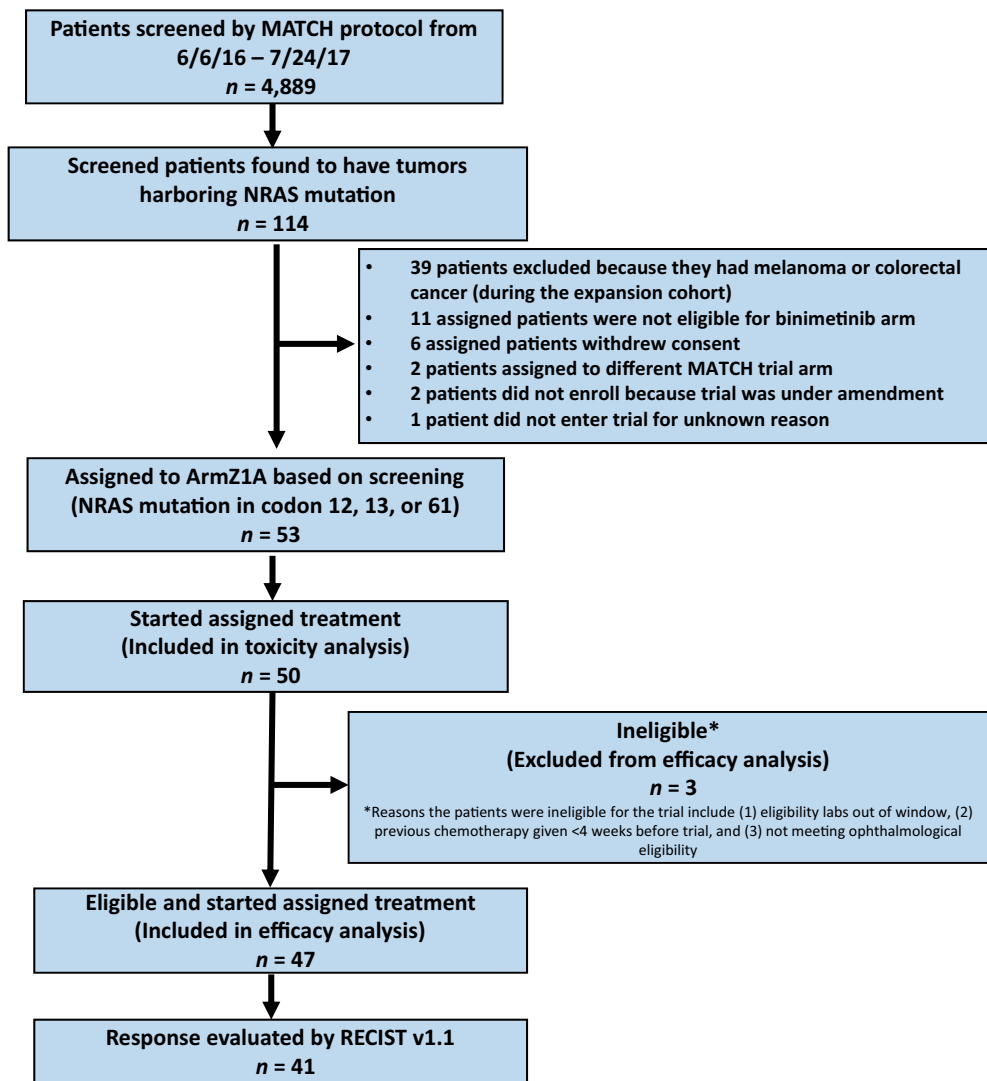 Patients screened by MATCH protocol from
6/6/16 – 7/24/17
n = 4,889
Screened patients found to have tumors
harboring NRAS mutation
n = 114
• 39 patients excluded because they had melanoma or colorectal
cancer (during the expansion cohort)
• 11 assigned patients were not eligible for binimetinib arm
• 6 assigned patients withdrew consent
• 2 patients assigned to different MATCH trial arm
• 2 patients did not enroll because trial was under amendment
• 1 patient did not enter trial for unknown reason
Assigned to ArmZ1A based on screening
(NRAS mutation in codon 12, 13, or 61)
n = 53
Started assigned treatment
(Included in toxicity analysis)
n = 50
Ineligible*
(Excluded from efficacy analysis)
n = 3
*Reasons the patients were ineligible for the trial include (1) eligibility labs out of window, (2)
previous chemotherapy given <4 weeks before trial, and (3) not meeting ophthalmological
eligibility
Eligible and started assigned treatment
(Included in efficacy analysis)
n = 47
Response evaluated by RECIST v1.1
n = 41